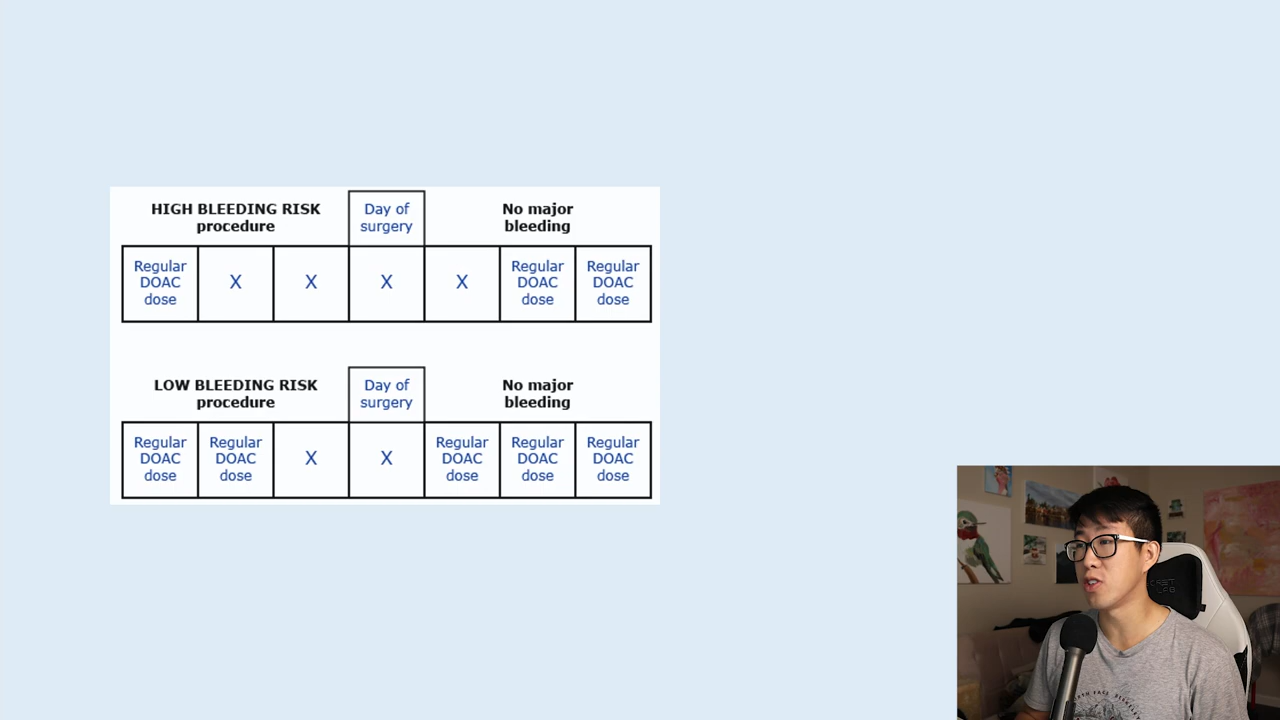 HIGH BLEEDING RISK
procedure
Day of
surgery
No major
bleeding
Regular
DOAC
dose
X
X
X
X
Regular
DOAC
dose
Regular
DOAC
dose
LOW BLEEDING RISK
procedure
Day of
surgery
No major
bleeding
Regular
DOAC
dose
Regular
DOAC
dose
X
X
Regular
DOAC
dose
Regular
DOAC
dose
Regular
DOAC
dose